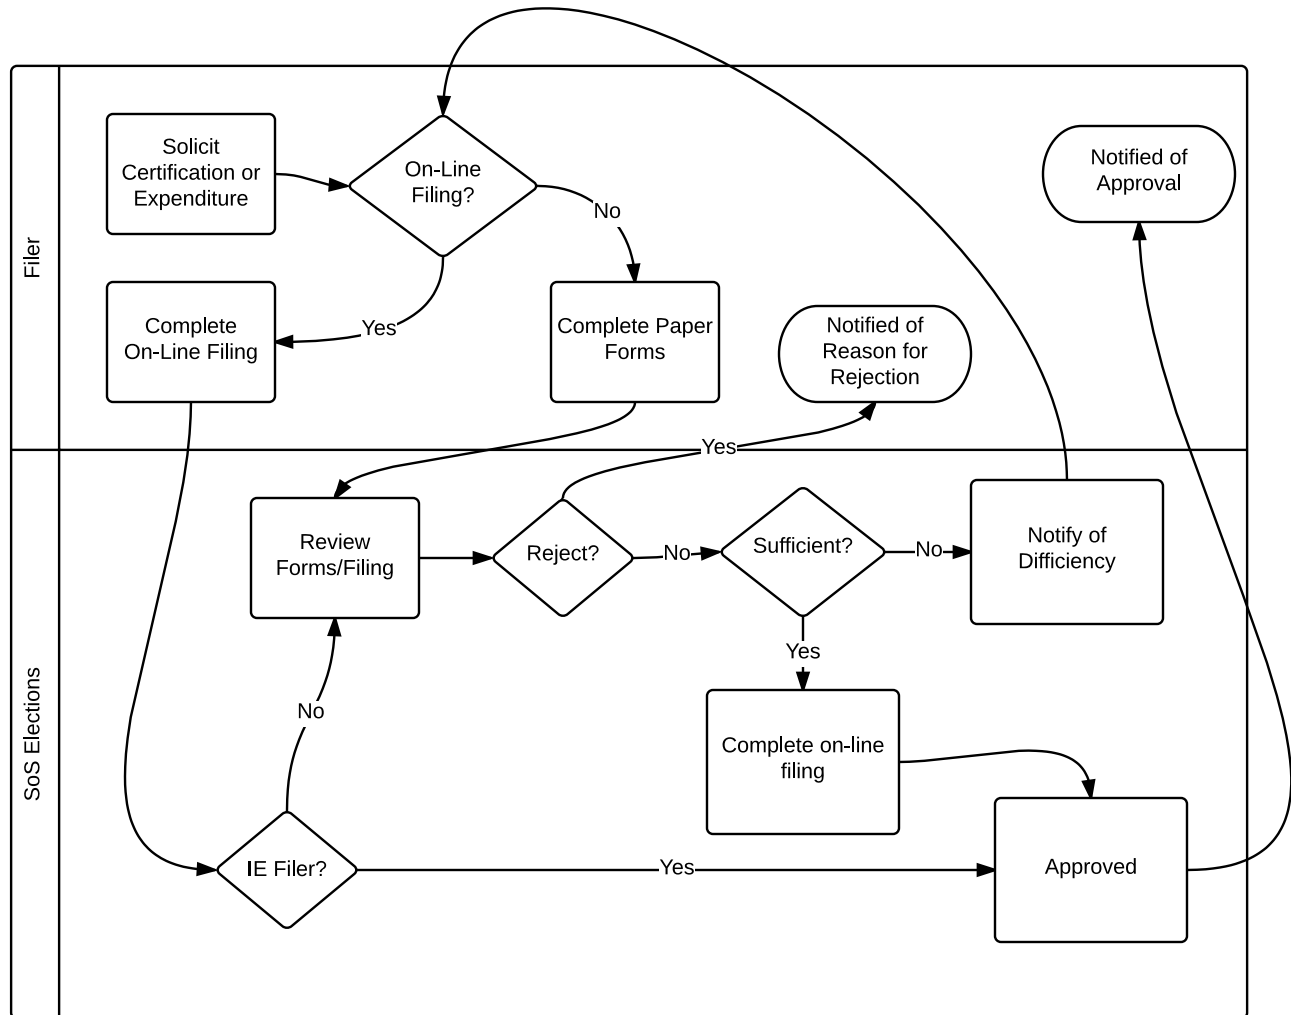 Filer
Solicit
Certification or
Expenditure
On-Line
Filing?
No
Notified of
Approval
Complete
On-Line Filing
Yes
Complete Paper
Forms
Notified of
Reason for
Rejection
Yes
SoS Elections
Review
Forms/Filing
Reject?
No
Sufficient?
No
Notify of
Difficiency
Yes
No
Complete on-line
filing
IE Filer?
Yes
Approved